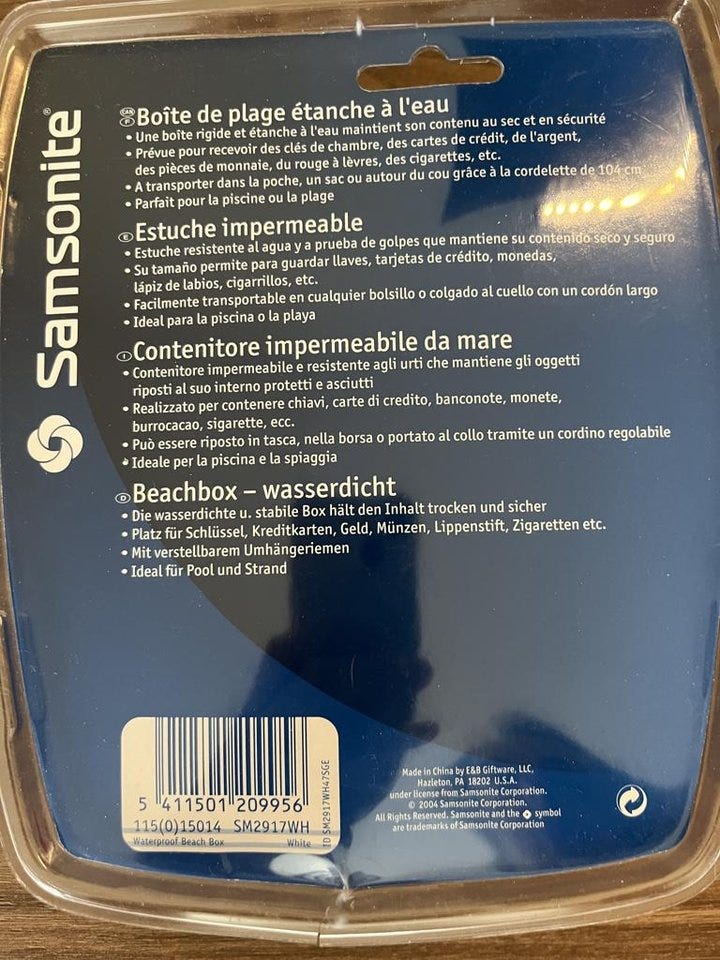 Samsonite®
CAN F Boîte de plage étanche à l'eau
• Une boîte rigide et étanche à l'eau maintient son contenu au sec et en sécurité
• Prévue pour recevoir des clés de chambre, des cartes de crédit, de l'argent,
des pièces de monnaie, du rouge à lèvres, des cigarettes, etc.
• A transporter dans la poche, un sac ou autour du cou grâce à la cordelette de 104 cm
• Parfait pour la piscine ou la plage
E Estuche impermeable
• Estuche resistente al agua y a prueba de golpes que mantiene su contenido seco y seguro
• Su tamaño permite para guardar llaves, tarjetas de crédito, monedas,
lápiz de labios, cigarrillos, etc.
• Facilmente transportable en cualquier bolsillo o colgado al cuello con un cordón largo
• Ideal para la piscina o la playa
I Contenitore impermeabile da mare
• Contenitore impermeabile e resistente agli urti che mantiene gli oggetti
riposti al suo interno protetti e asciutti
• Realizzato per contenere chiavi, carte di credito, banconote, monete,
burrocacao, sigarette, ecc.
• Può essere riposto in tasca, nella borsa o portato al collo tramite un cordino regolabile
• Ideale per la piscina e la spiaggia
D Beachbox – wasserdicht
• Die wasserdichte u. stabile Box hält den Inhalt trocken und sicher
• Platz für Schlüssel, Kreditkarten, Geld, Münzen, Lippenstift, Zigaretten etc.
• Mit verstellbarem Umhängeriemen
• Ideal für Pool und Strand
5 411501 209956
115(0)15014 SM2917WH
Waterproof Beach Box White
ID SM2917WH47SGE
Made in China by E&B Giftware, LLC,
Hazleton, PA 18202 U.S.A.
under license from Samsonite Corporation.
© 2004 Samsonite Corporation.
All Rights Reserved. Samsonite and the symbol
are trademarks of Samsonite Corporation